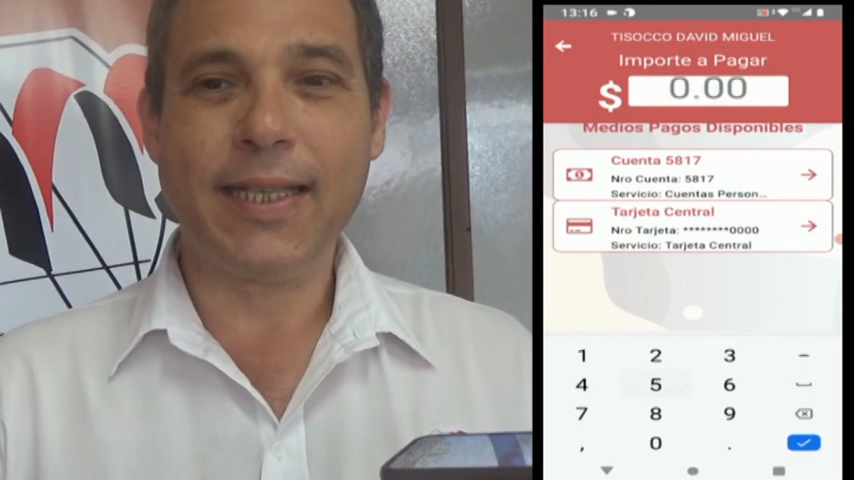 13:16
TISOCCO DAVID MIGUEL
Importe a Pagar
$ 0.00
Medios Pagos Disponibles
Cuenta 5817
Nro Cuenta: 5817
Servicio: Cuentas Person...
Tarjeta Central
Nro Tarjeta: ********0000
Servicio: Tarjeta Central
1 2 3 -
4 5 6
7 8 9
, 0 .